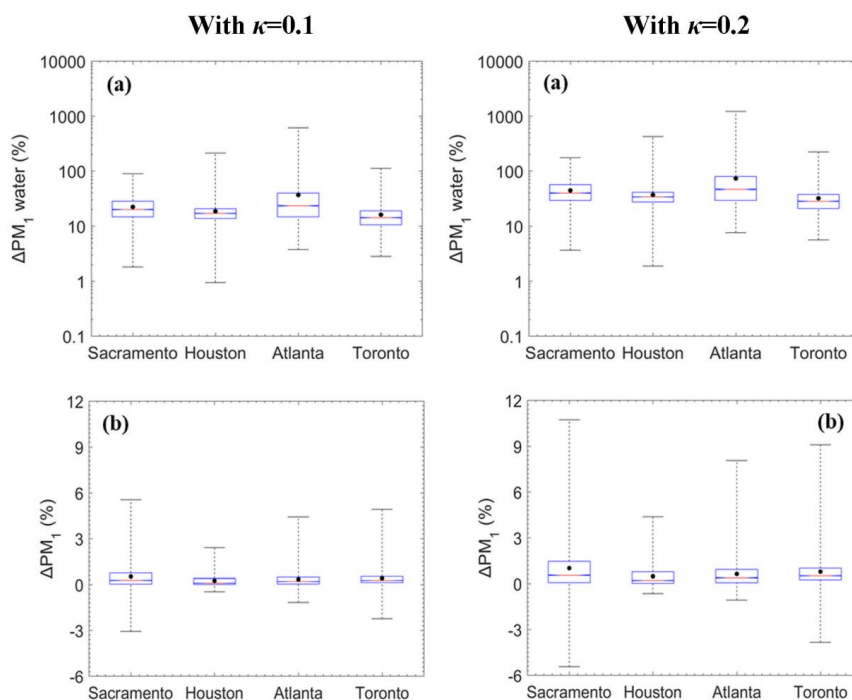 With κ=0.1
(a)
ΔPM₁ water (%)
10000
1000
100
10
1
0.1
Sacramento Houston Atlanta Toronto
(b)
ΔPM₁ (%)
12
9
6
3
0
-3
-6
Sacramento Houston Atlanta Toronto
With κ=0.2
(a)
ΔPM₁ water (%)
10000
1000
100
10
1
0.1
Sacramento Houston Atlanta Toronto
(b)
ΔPM₁ (%)
12
9
6
3
0
-3
-6
Sacramento Houston Atlanta Toronto